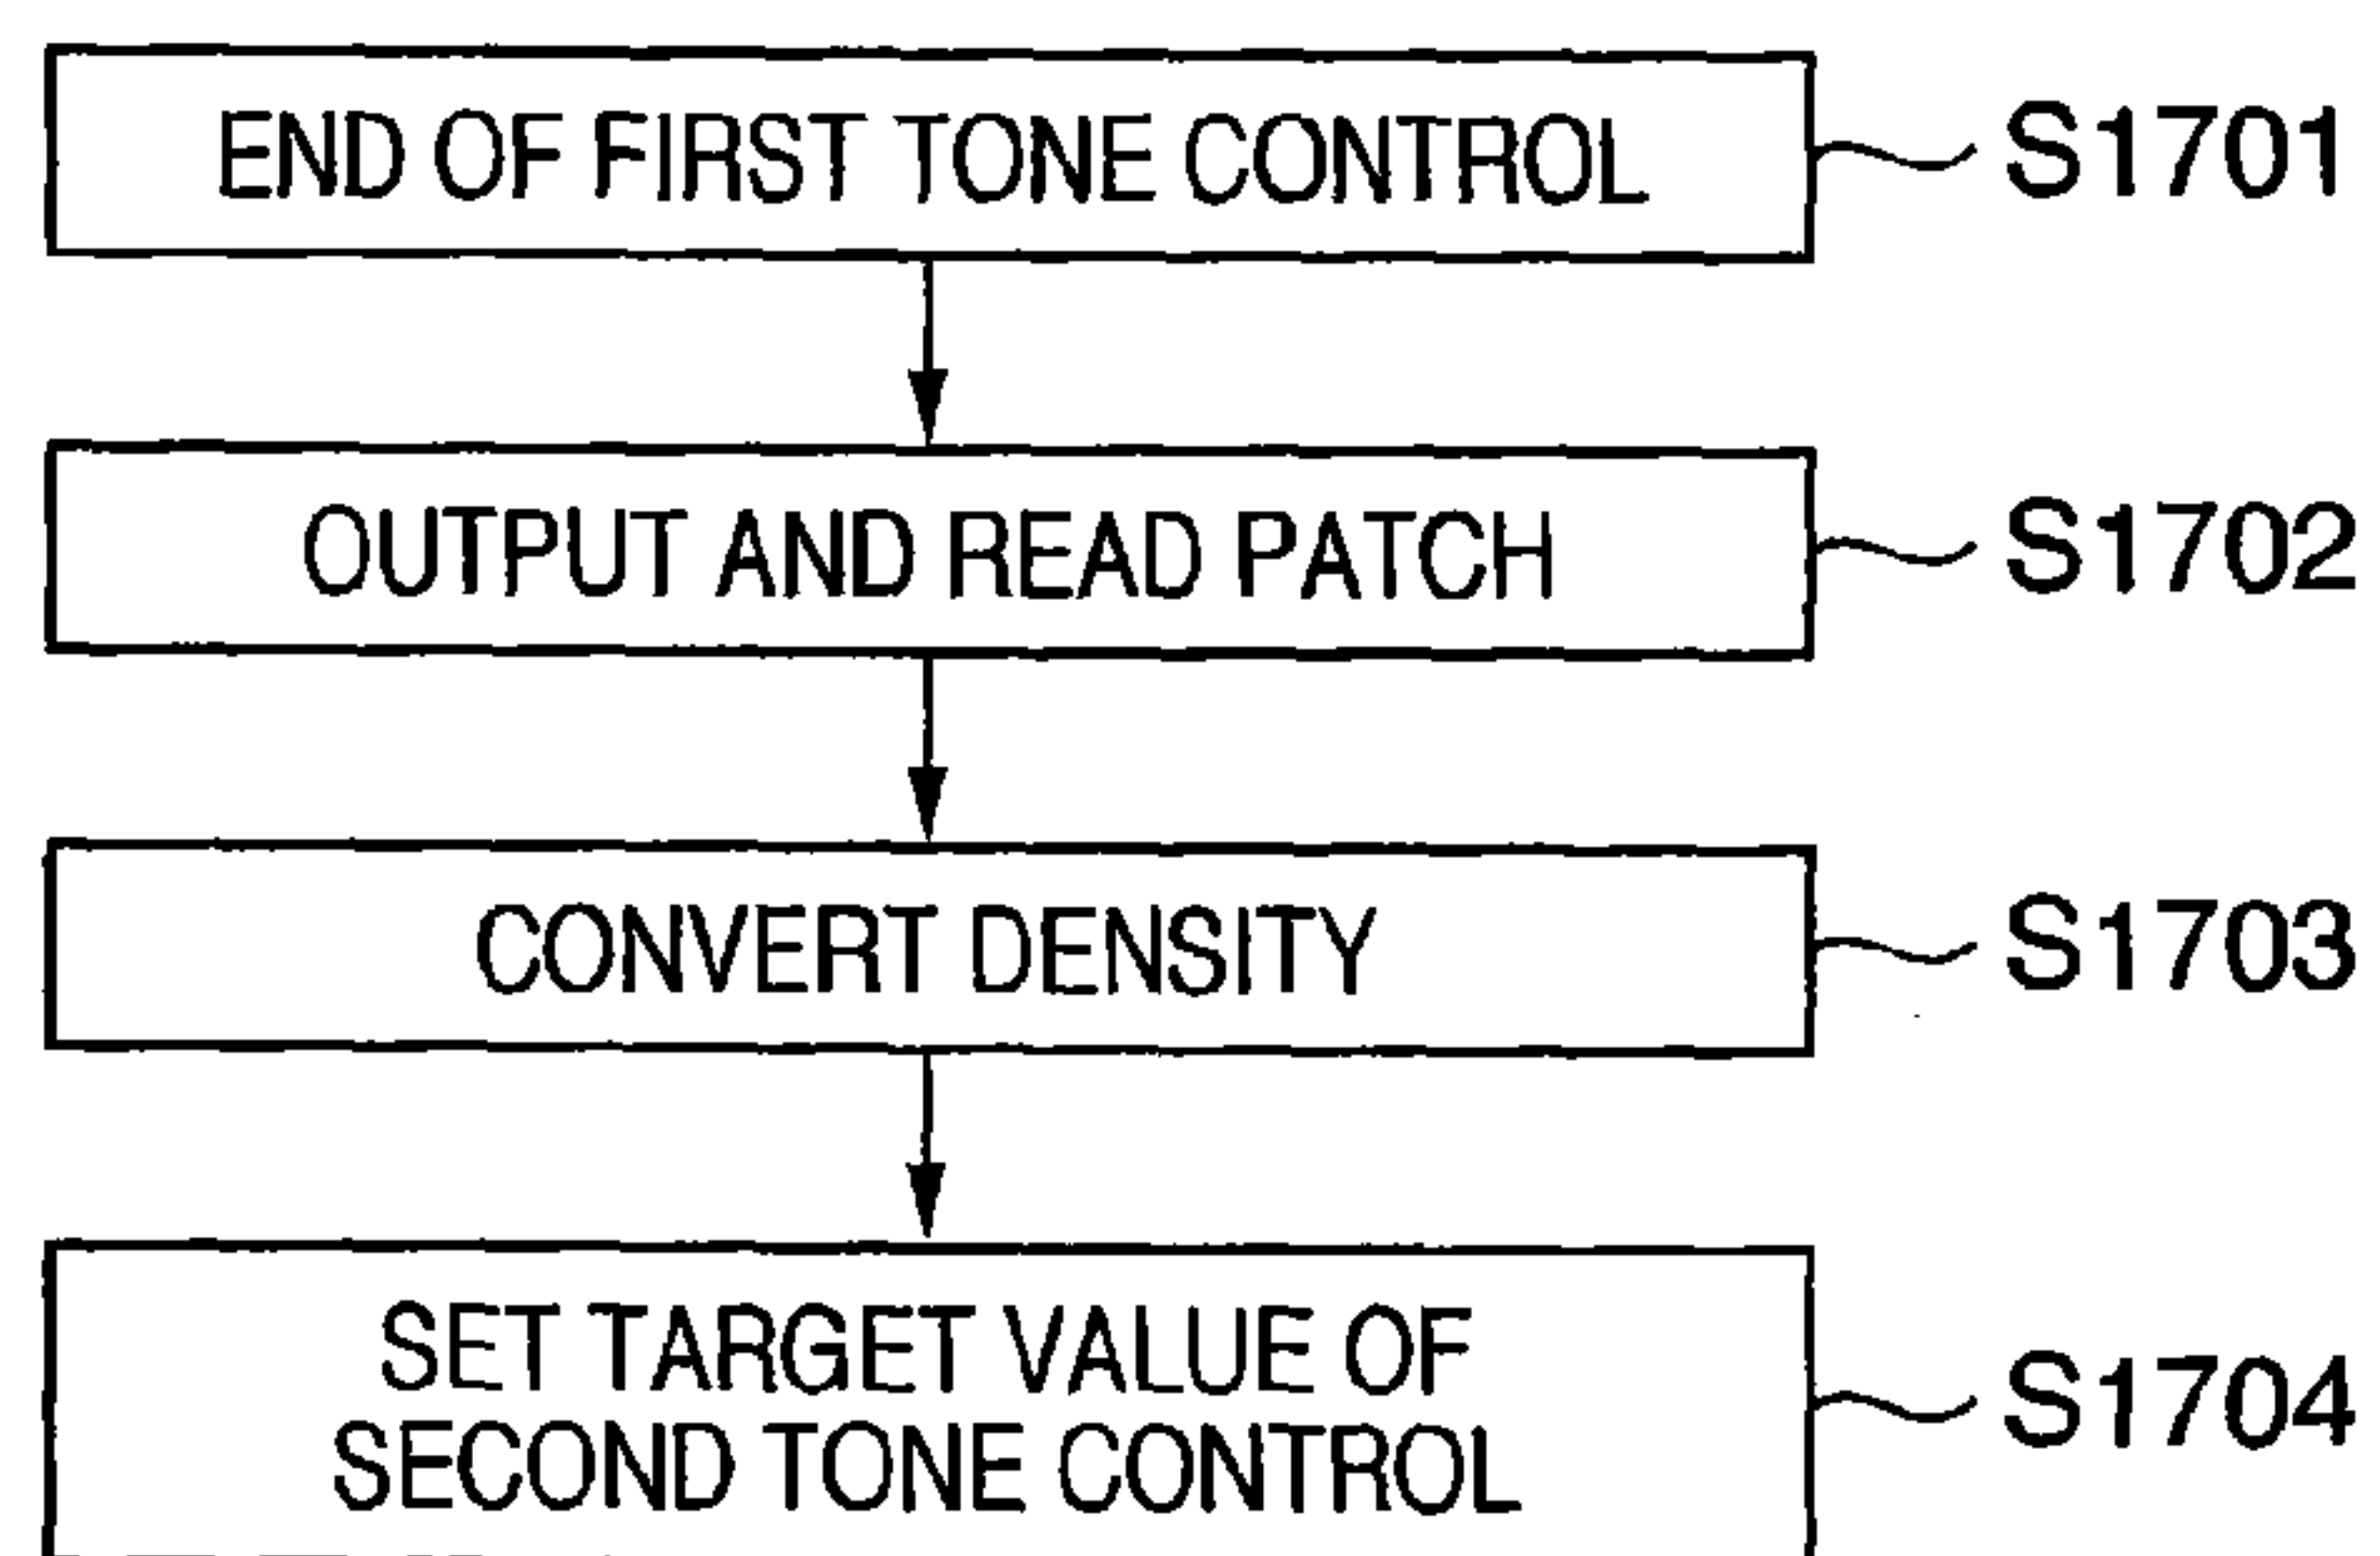 END OF FIRST TONE CONTROL S1701
OUTPUT AND READ PATCH S1702
CONVERT DENSITY S1703
SET TARGET VALUE OF
SECOND TONE CONTROL S1704